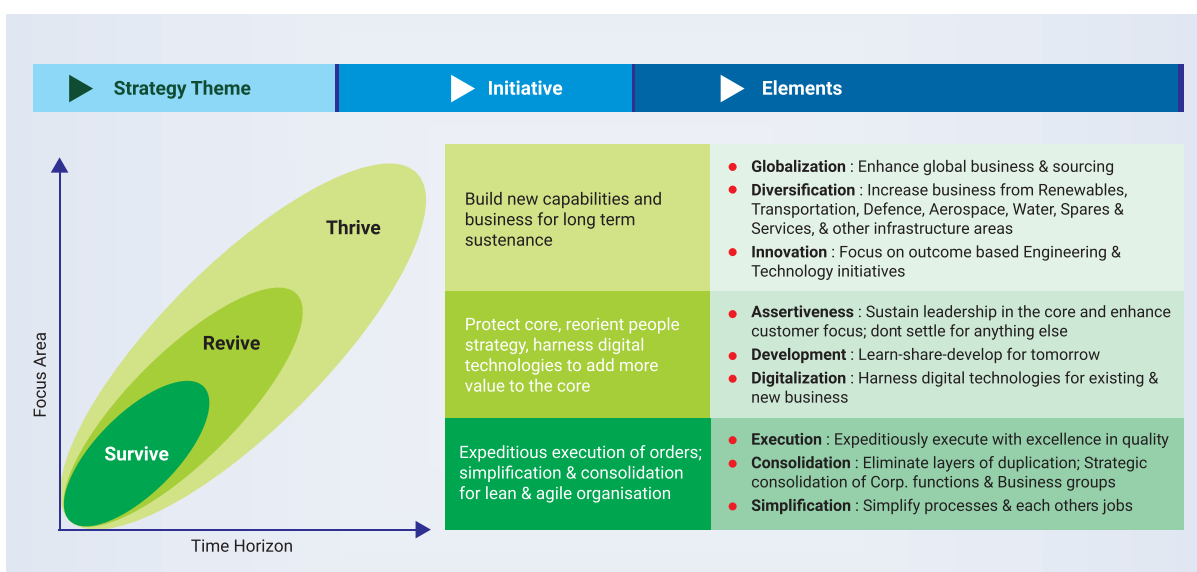 Strategy Theme
Initiative
Elements
Focus Area
Time Horizon
Thrive
Revive
Survive
Build new capabilities and
business for long term
sustenance
Globalization : Enhance global business & sourcing
Diversification : Increase business from Renewables,
Transportation, Defence, Aerospace, Water, Spares &
Services, & other infrastructure areas
Innovation : Focus on outcome based Engineering &
Technology initiatives
Protect core, reorient people
strategy, harness digital
technologies to add more
value to the core
Assertiveness : Sustain leadership in the core and enhance
customer focus; dont settle for anything else
Development : Learn-share-develop for tomorrow
Digitalization : Harness digital technologies for existing &
new business
Expeditious execution of orders;
simplification & consolidation
for lean & agile organisation
Execution : Expeditiously execute with excellence in quality
Consolidation : Eliminate layers of duplication; Strategic
consolidation of Corp. functions & Business groups
Simplification : Simplify processes & each others jobs